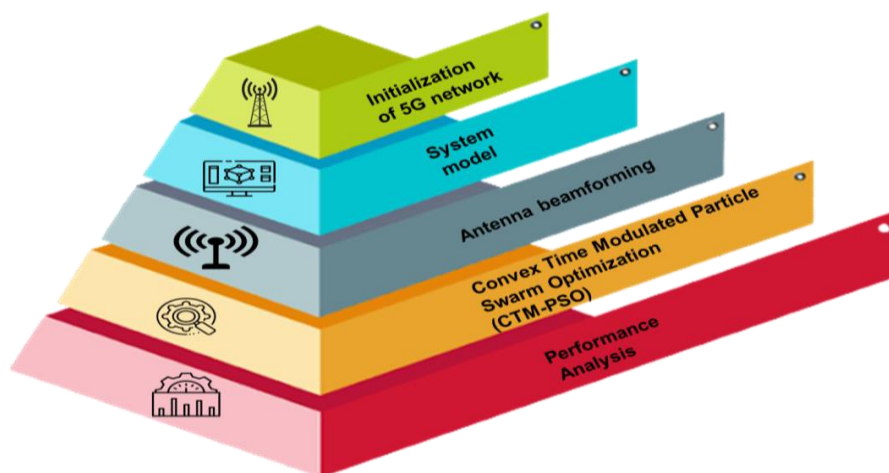 Initialization
of 5G network
System
model
Antenna beamforming
Convex Time Modulated Particle
Swarm Optimization
(CTM-PSO)
Performance
Analysis